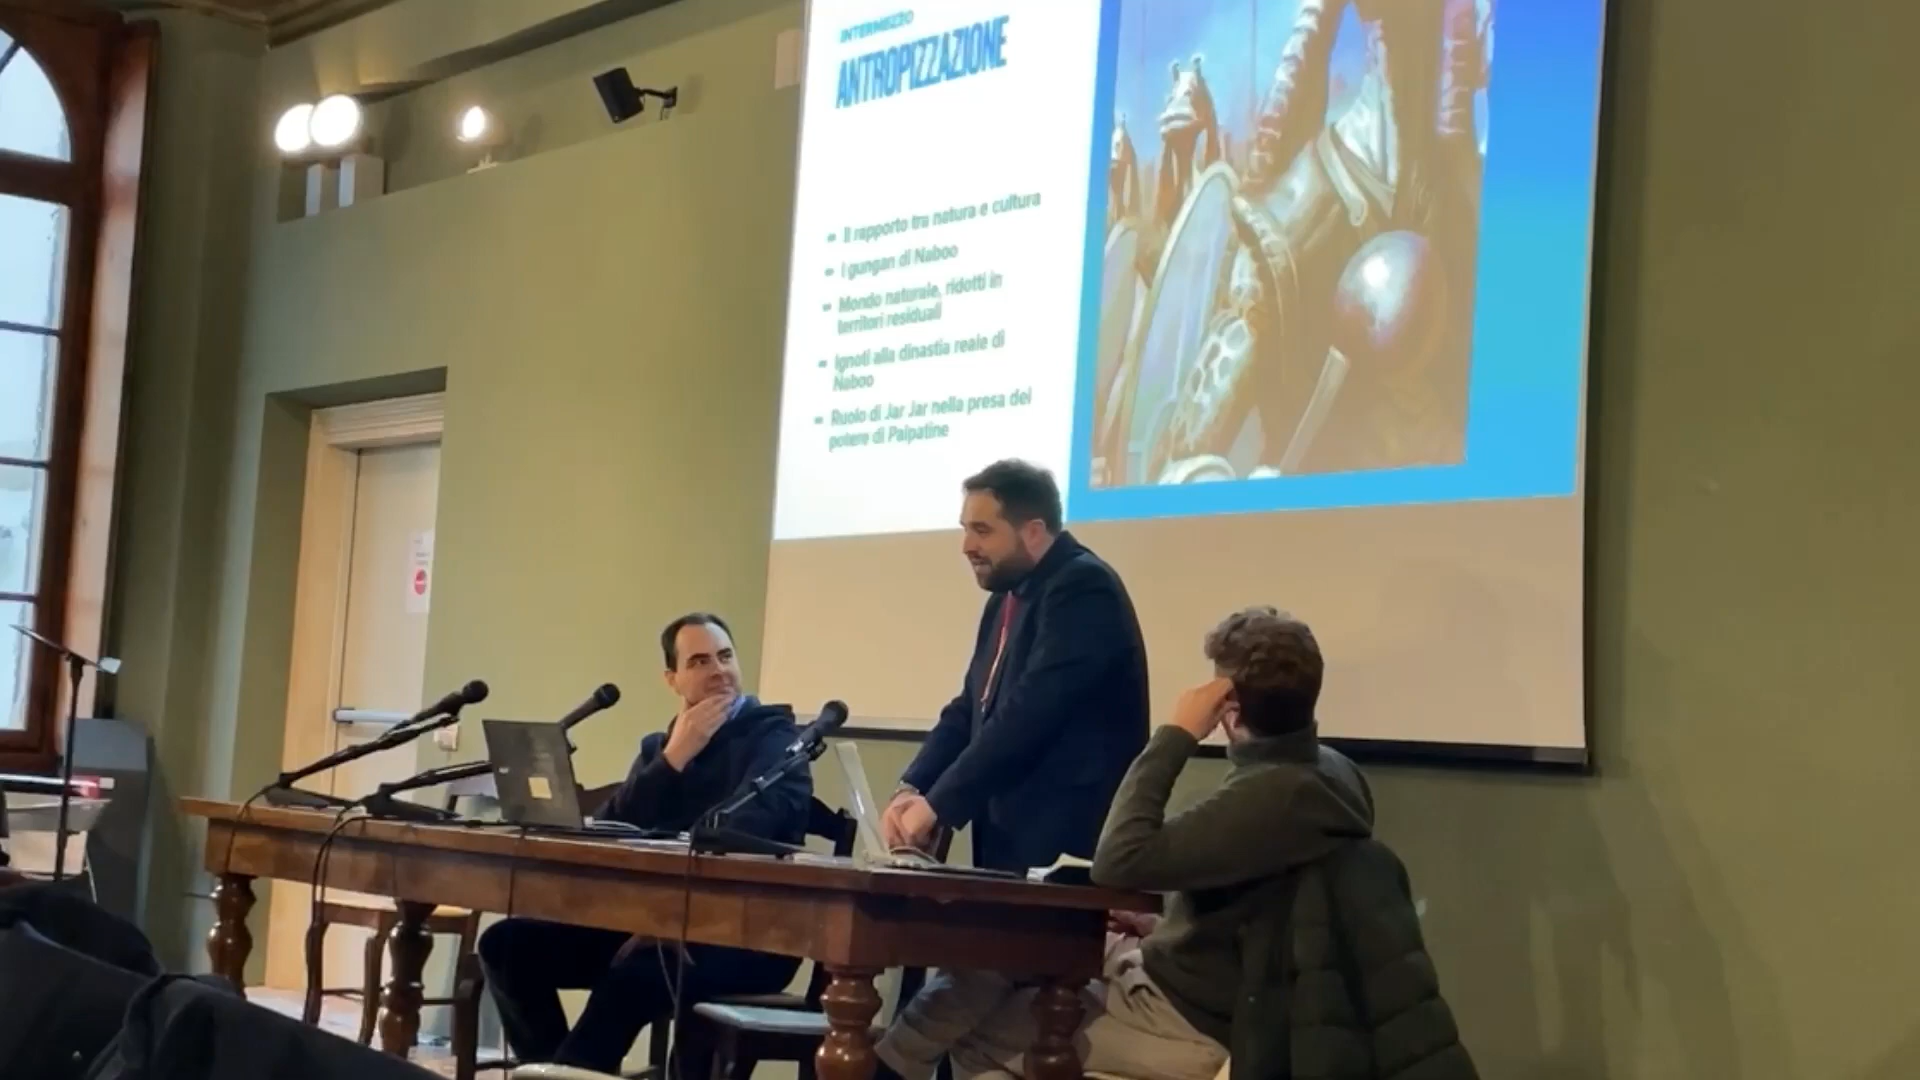 INTERMEZZO
ANTROPIZZAZIONE
- Il rapporto tra natura e cultura
- I gungan di Naboo
- Mondo naturale, ridotti in
territori residuali
- Ignoti alla dinastia reale di
Naboo
- Ruolo di Jar Jar nella presa del
potere di Palpatine